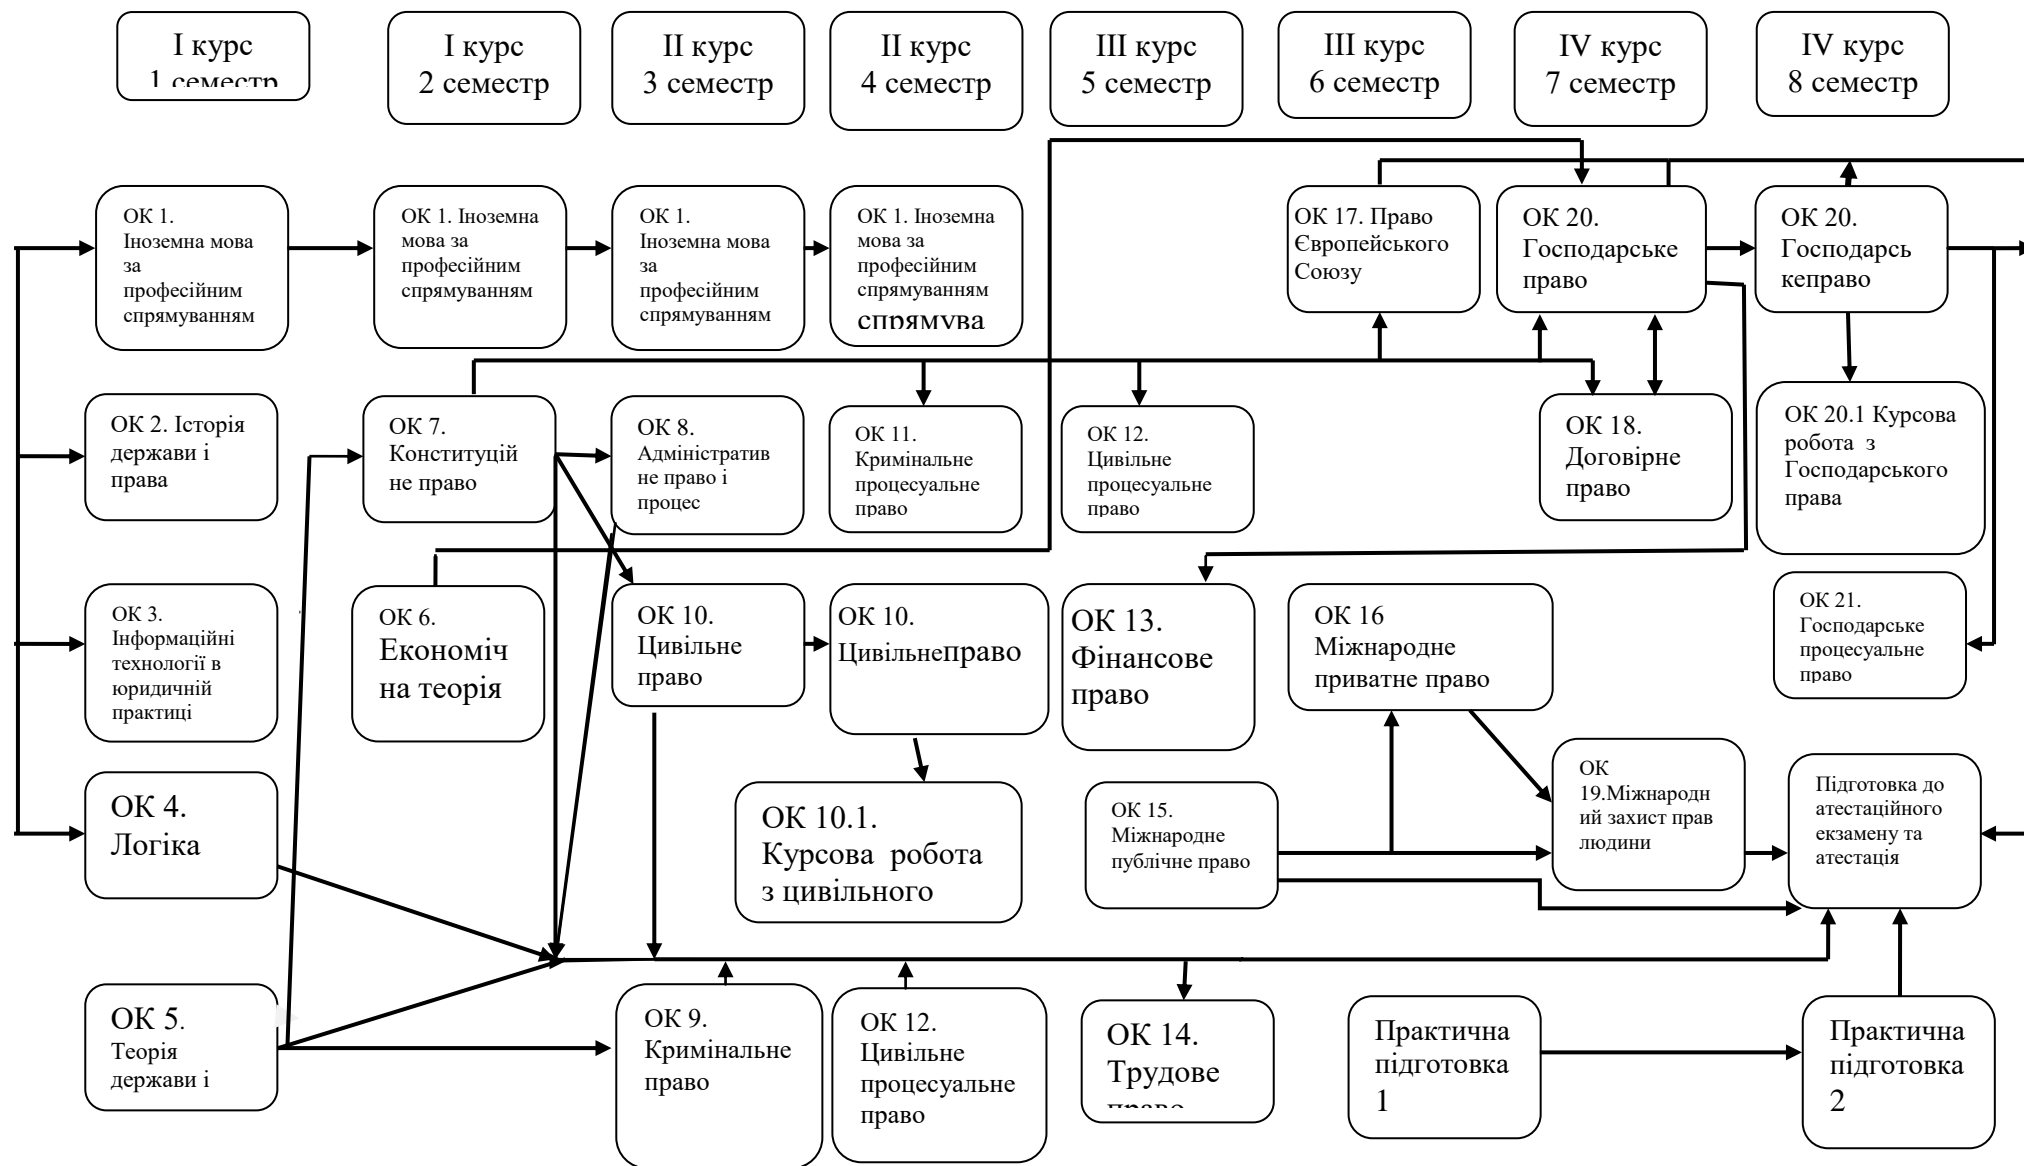 І курс
1 семестр
І курс
2 семестр
ІІ курс
3 семестр
ІІ курс
4 семестр
ІІІ курс
5 семестр
ІІІ курс
6 семестр
IV курс
7 семестр
IV курс
8 семестр
ОК 1.
Іноземна мова
за
професійним
спрямуванням
ОК 1. Іноземна
мова за
професійним
спрямуванням
ОК 1.
Іноземна мова
за
професійним
спрямуванням
ОК 1. Іноземна
мова за
професійним
спрямуванням
спрямува
ОК 17. Право
Європейського
Союзу
ОК 20.
Господарське
право
ОК 20.
Господарсь
кеправо
ОК 2. Історія
держави і
права
ОК 7.
Конституцій
не право
ОК 8.
Адміністратив
не право і
процес
ОК 11.
Кримінальне
процесуальне
право
ОК 12.
Цивільне
процесуальне
право
ОК 18.
Договірне
право
ОК 20.1 Курсова
робота з
Господарського
права
ОК 3.
Інформаційні
технології в
юридичній
практиці
ОК 6.
Економіч
на теорія
ОК 10.
Цивільне
право
ОК 10.
Цивільнеправо
ОК 13.
Фінансове
право
ОК 16
Міжнародне
приватне право
ОК 21.
Господарське
процесуальне
право
ОК 4.
Логіка
ОК 10.1.
Курсова робота
з цивільного
ОК 15.
Міжнародне
публічне право
ОК
19.Міжнародн
ий захист прав
людини
Підготовка до
атестаційного
екзамену та
атестація
ОК 5.
Теорія
держави і
ОК 9.
Кримінальне
право
ОК 12.
Цивільне
процесуальне
право
ОК 14.
Трудове
право
Практична
підготовка
1
Практична
підготовка
2